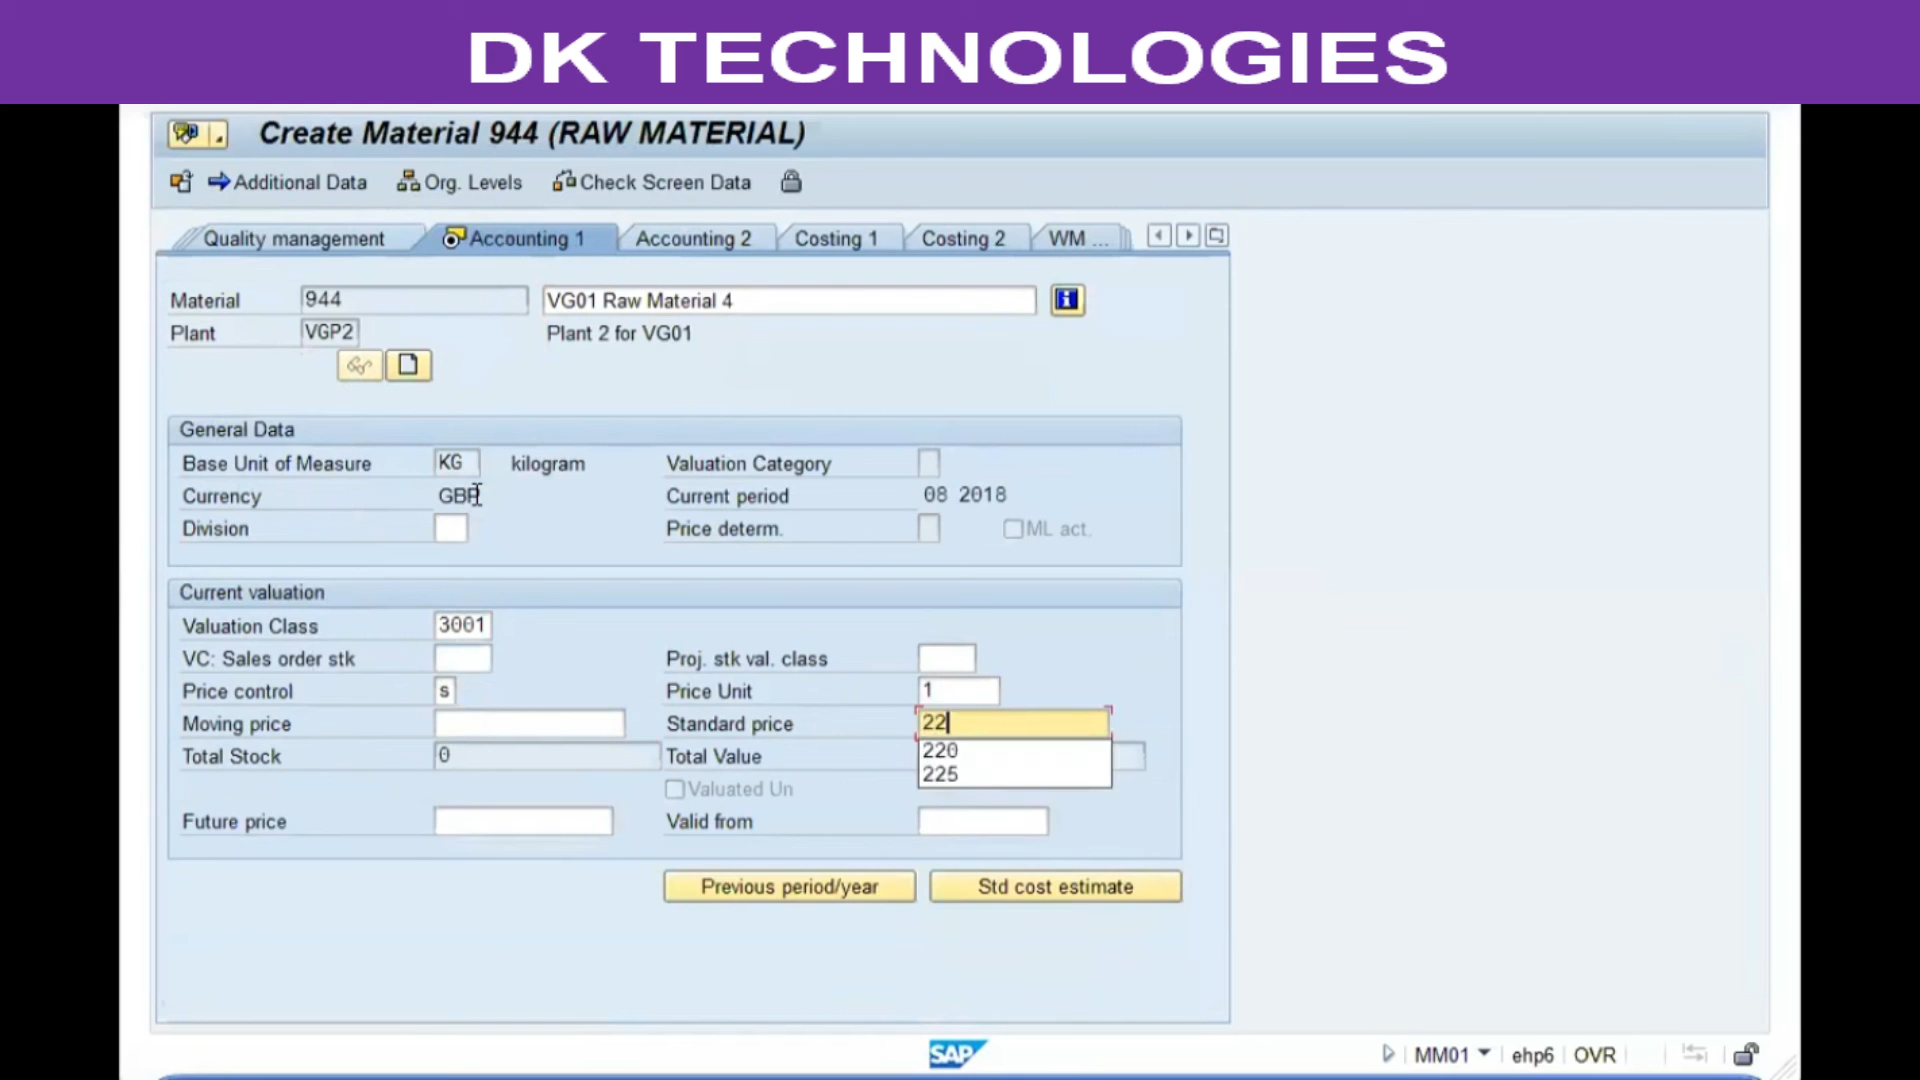 DK TECHNOLOGIES
Create Material 944 (RAW MATERIAL)
Additional Data Org. Levels Check Screen Data
Quality management Accounting 1 Accounting 2 Costing 1 Costing 2 WM ...
Material 944 VG01 Raw Material 4
Plant VGP2 Plant 2 for VG01
General Data
Base Unit of Measure KG kilogram Valuation Category
Currency GBP Current period 08 2018
Division Price determ. ML act.
Current valuation
Valuation Class 3001
VC: Sales order stk Proj. stk val. class
Price control s Price Unit 1
Moving price Standard price 22
Total Stock 0 Total Value 220
225
Valuated Un
Future price Valid from
Previous period/year Std cost estimate
SAP MM01 ehp6 OVR